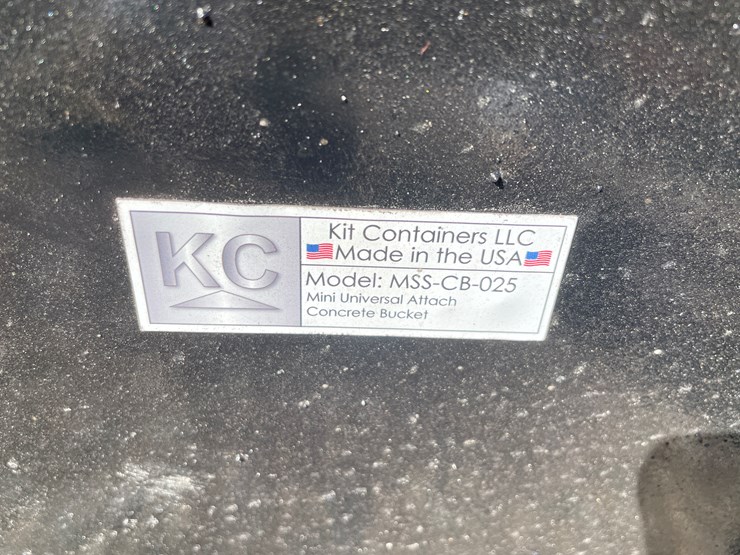 KC
Kit Containers LLC
Made in the USA
Model: MSS-CB-025
Mini Universal Attach
Concrete Bucket